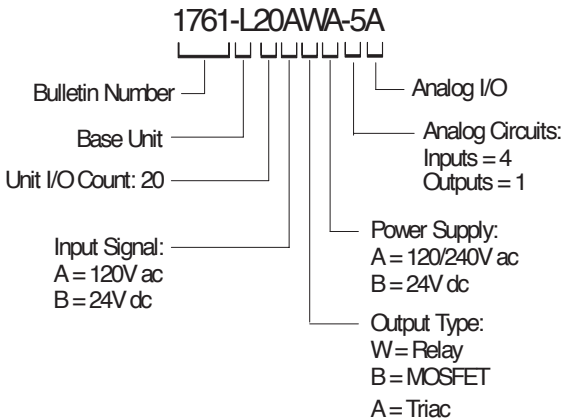 1761-L20AWA-5A
Bulletin Number
Base Unit
Unit I/O Count: 20
Input Signal:
A = 120V ac
B = 24V dc
Analog I/O
Analog Circuits:
Inputs = 4
Outputs = 1
Power Supply:
A = 120/240V ac
B = 24V dc
Output Type:
W = Relay
B = MOSFET
A = Triac